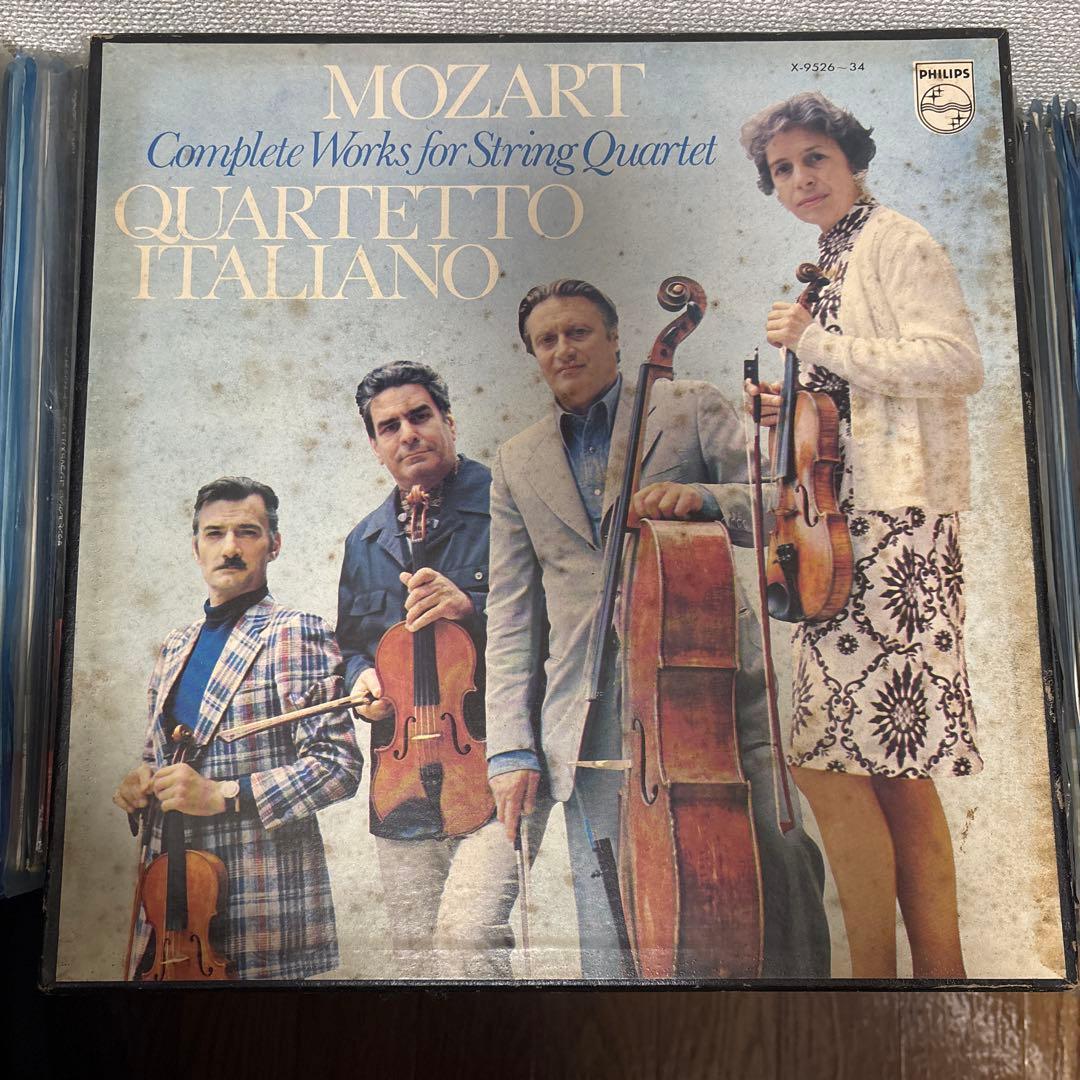 MOZART
X-9526~34
PHILIPS
Complete Works for String Quartet
QUARTETTO
ITALIANO